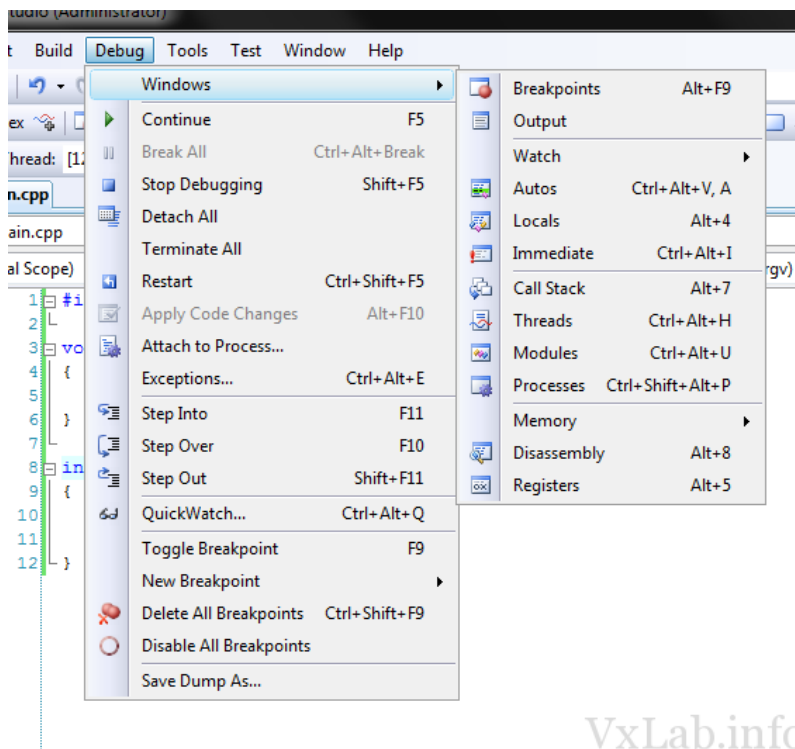 Studio (Administrator)
Build Debug Tools Test Window Help
Windows
Continue F5
Break All Ctrl+Alt+Break
Stop Debugging Shift+F5
Detach All
Terminate All
Restart Ctrl+Shift+F5
Apply Code Changes Alt+F10
Attach to Process...
Exceptions... Ctrl+Alt+E
Step Into F11
Step Over F10
Step Out Shift+F11
QuickWatch... Ctrl+Alt+Q
Toggle Breakpoint F9
New Breakpoint
Delete All Breakpoints Ctrl+Shift+F9
Disable All Breakpoints
Save Dump As...
Breakpoints Alt+F9
Output
Watch
Autos Ctrl+Alt+V, A
Locals Alt+4
Immediate Ctrl+Alt+I
Call Stack Alt+7
Threads Ctrl+Alt+H
Modules Ctrl+Alt+U
Processes Ctrl+Shift+Alt+P
Memory
Disassembly Alt+8
Registers Alt+5
ex
hread: [12
n.cpp
ain.cpp
al Scope)
rgv)
1 #i
2
3 vo
4 {
5
6 }
7
8 in
9 {
10
11
12 }
VxLab.info